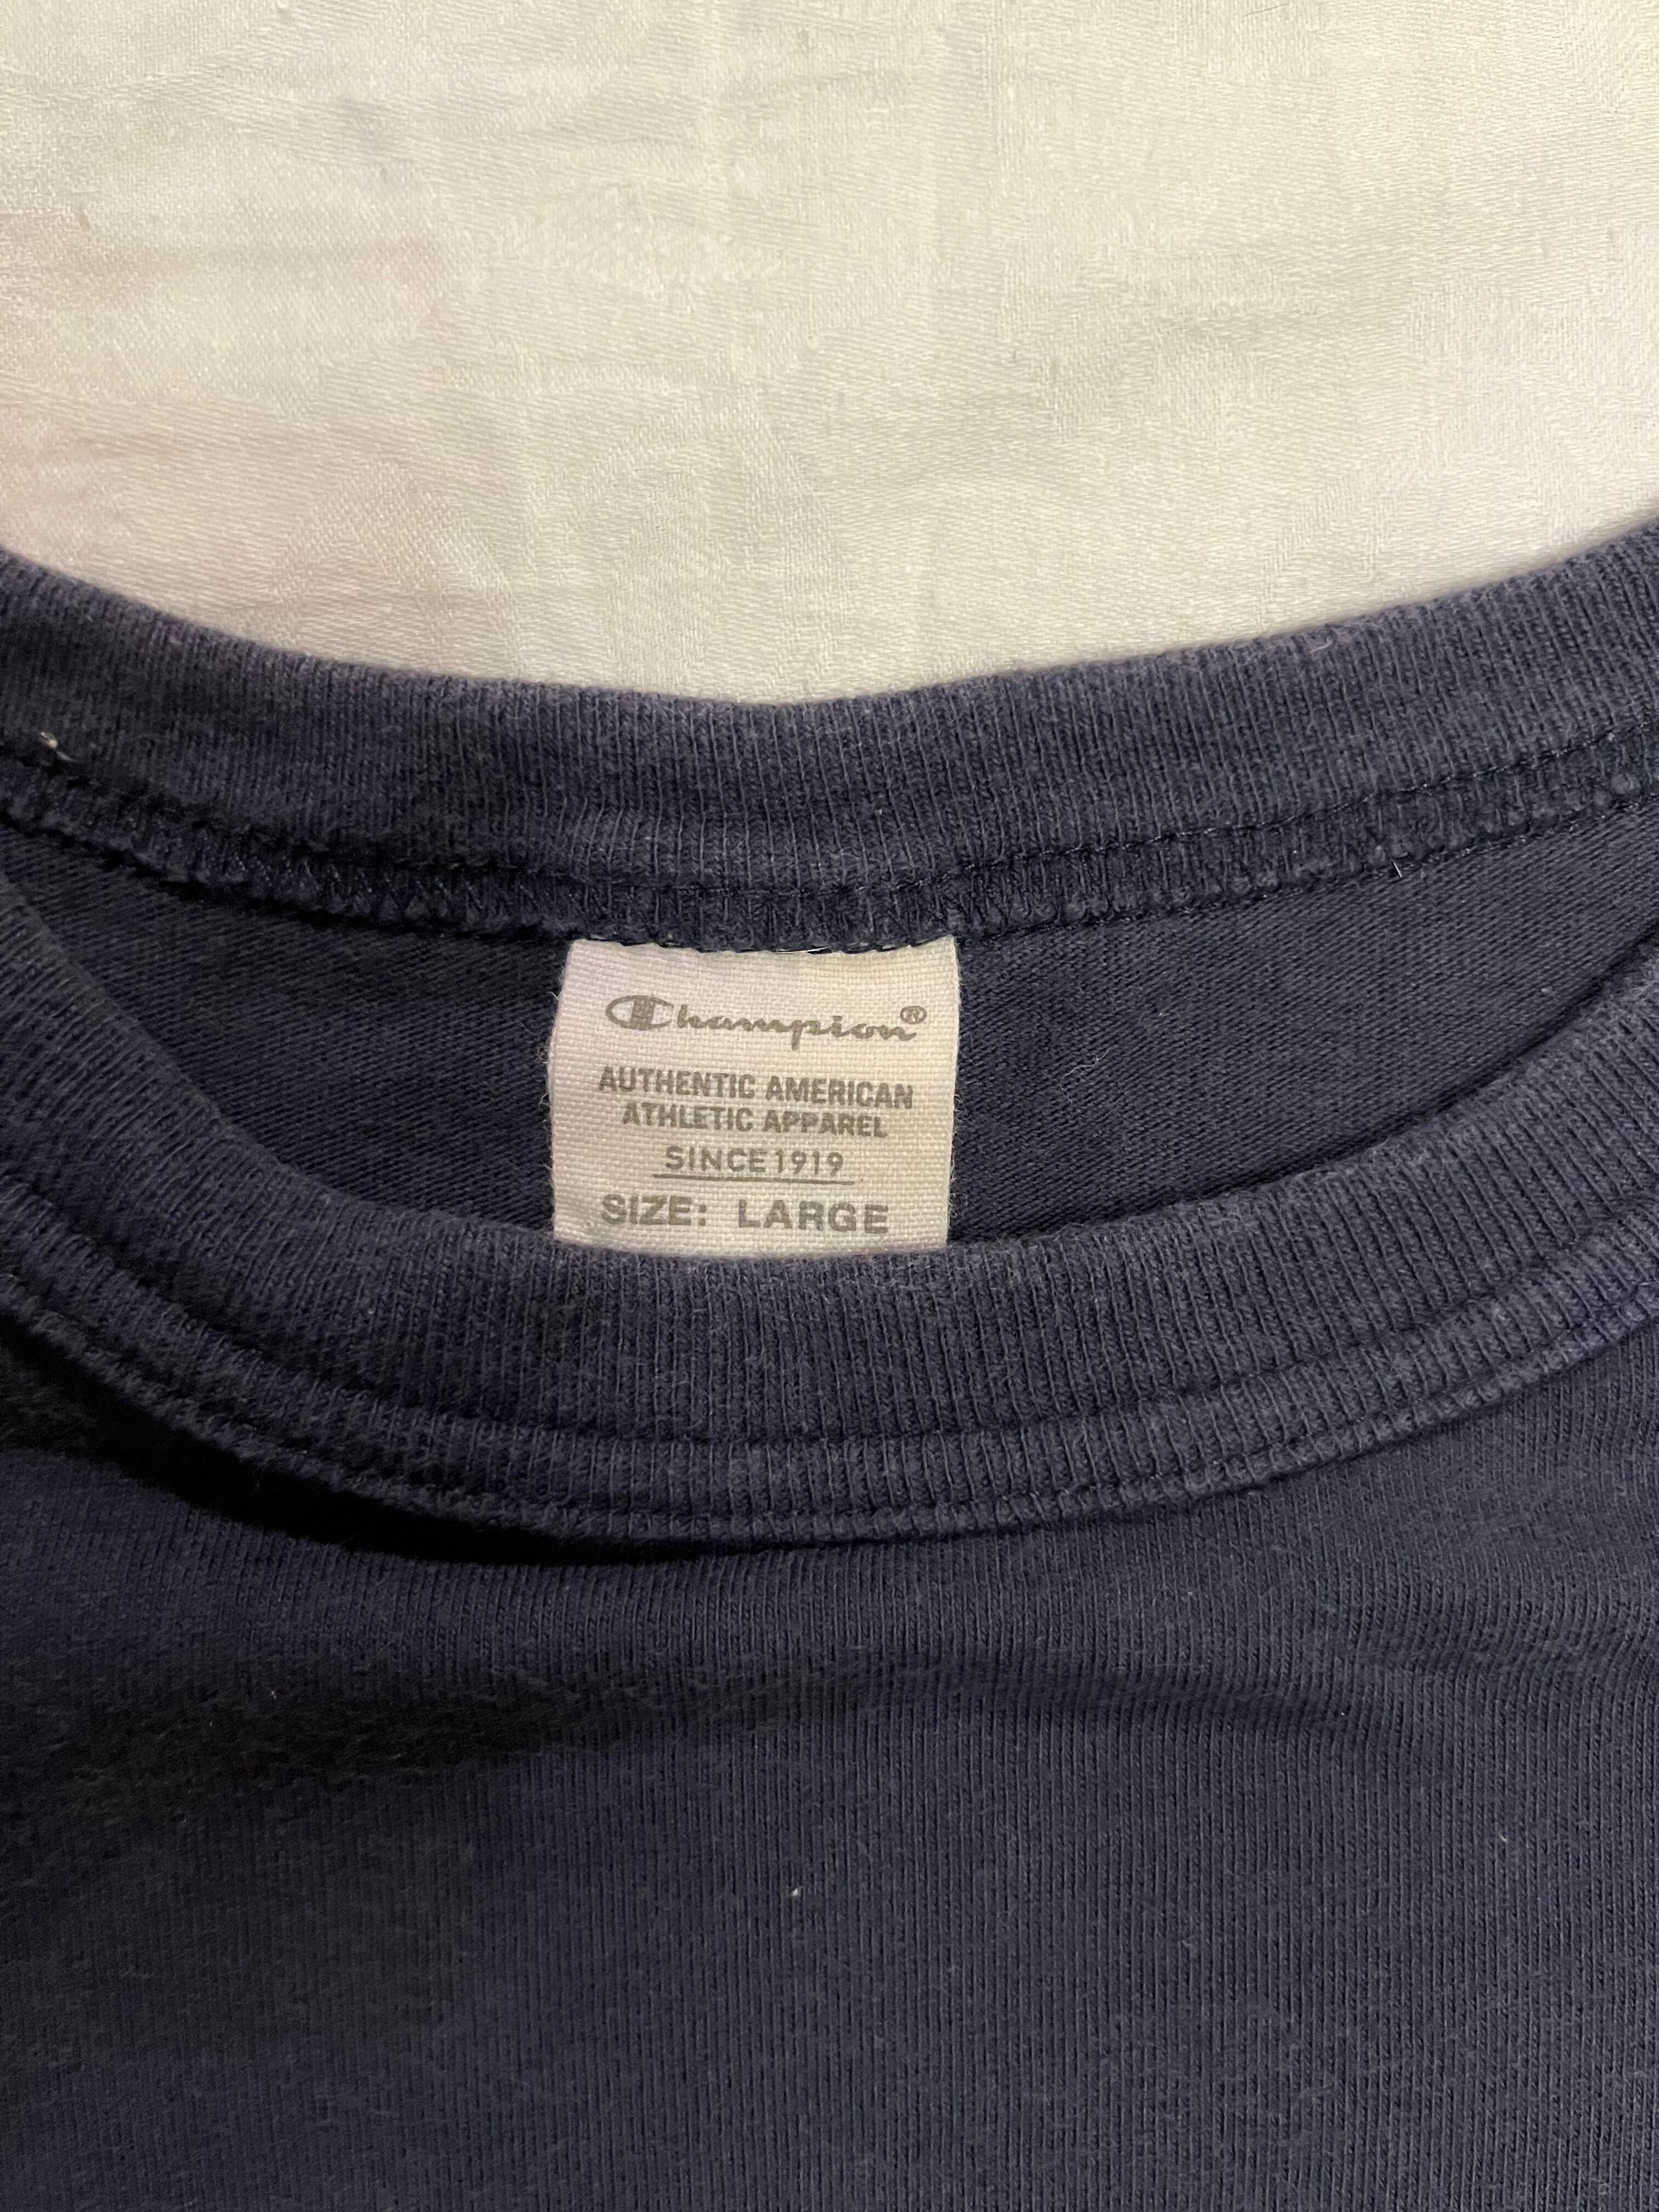 Champion®
AUTHENTIC AMERICAN
ATHLETIC APPAREL
SINCE 1919
SIZE: LARGE